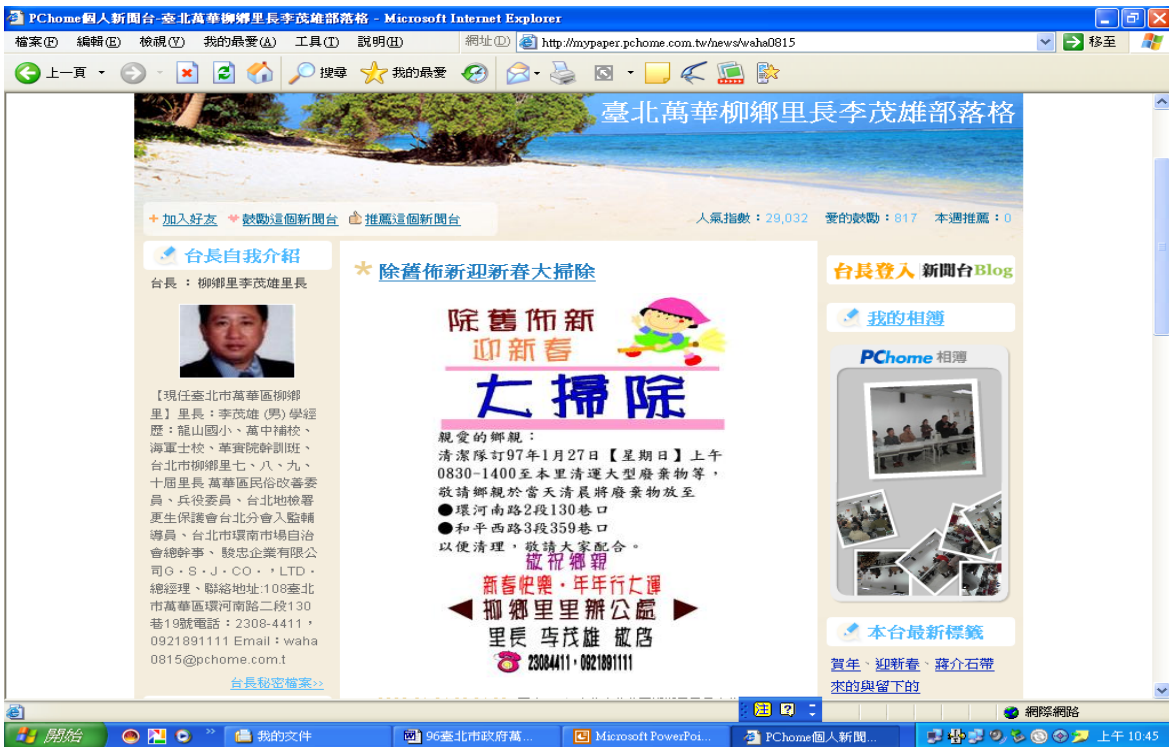 PChome個人新聞台-臺北萬華柳鄉里長李茂雄部落格 - Microsoft Internet Explorer
檔案(F) 編輯(E) 檢視(V) 我的最愛(A) 工具(T) 說明(H) 網址(D) http://mypaper.pchome.com.tw/news/waha0815 移至
上一頁 搜尋 我的最愛
臺北萬華柳鄉里長李茂雄部落格
加入好友 鼓勵這個新聞台 推薦這個新聞台 人氣指數：29,032 愛的鼓勵：817 本週推薦：0
台長自我介紹
台長 ： 柳鄉里李茂雄里長
【現任臺北市萬華區柳鄉
里】里長：李茂雄 (男) 學經
歷：龍山國小、萬中補校、
海軍士校、革實院幹訓班、
台北市柳鄉里七、八、九、
十屆里長 萬華區民俗改善委
員、兵役委員、台北地檢署
更生保護會台北分會入監輔
導員、台北市環南市場自治
會總幹事、駿忠企業有限公
司G‧S‧J‧CO‧，LTD‧
總經理、聯絡地址:108臺北
市萬華區環河南路二段130
巷19號電話：2308-4411，
0921891111 Email：waha
0815@pchome.com.t
台長秘密檔案>>
除舊佈新迎新春大掃除
除舊佈新
迎新春
大掃除
親愛的鄉親：
清潔隊訂97年1月27日【星期日】上午
0830-1400至本里清運大型廢棄物等，
敬請鄉親於當天清晨將廢棄物放至
●環河南路2段130巷口
●和平西路3段359巷口
以便清理，敬請大家配合。
敬祝鄉親
新春快樂‧年年行大運
柳鄉里里辦公處
里長 李茂雄 敬啓
23084411‧0921891111
台長登入 新聞台Blog
我的相簿
PChome 相簿
本台最新標籤
賀年、迎新春、蔣介石帶
來的與留下的
網際網路
開始 我的文件 96臺北市政府萬... Microsoft PowerPoi... PChome個人新聞... 上午 10:45